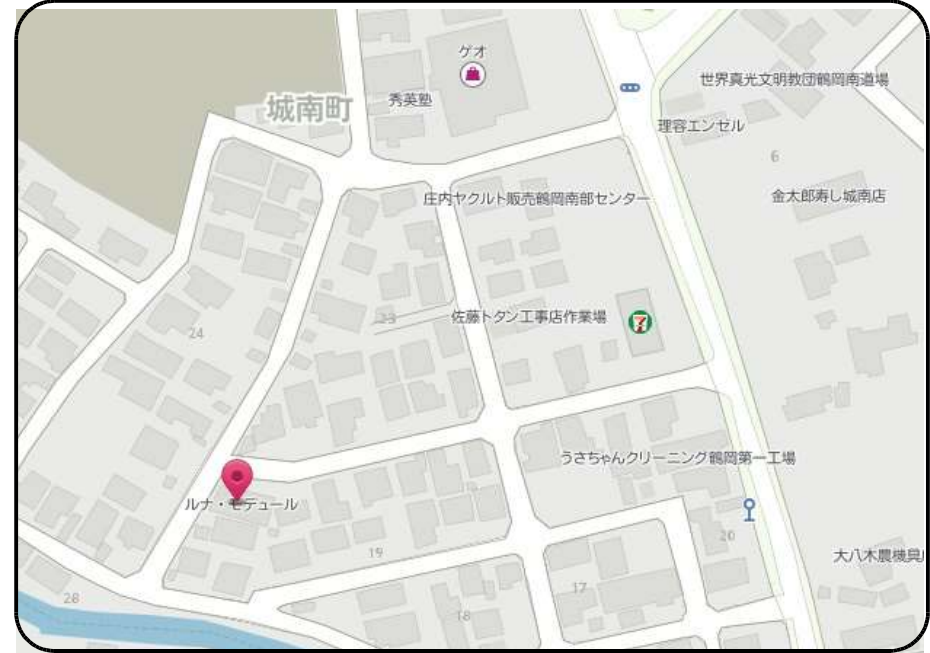 ゲオ
世界真光文明教団鶴岡南道場
秀英塾
城南町
理容エンゼル
6
庄内ヤクルト販売鶴岡南部センター
金太郎寿し城南店
23
佐藤トタン工事店作業場
7
24
うさちゃんクリーニング鶴岡第一工場
ルナ・モデュール
20
19
大八木農機具
17
28
18